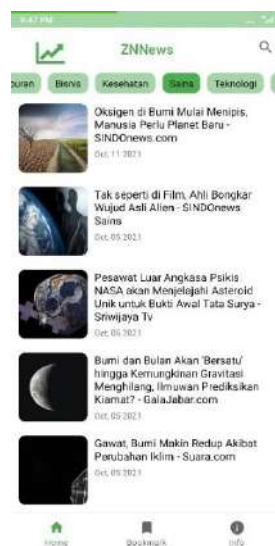 9:47 PM
ZNNews
buran Bisnis Kesehatan Sains Teknologi
Oksigen di Bumi Mulai Menipis,
Manusia Perlu Planet Baru -
SINDOnews.com
Oct, 11 2021
Tak seperti di Film, Ahli Bongkar
Wujud Asli Alien - SINDOnews
Sains
Oct, 05 2021
Pesawat Luar Angkasa Psikis
NASA akan Menjelajahi Asteroid
Unik untuk Bukti Awal Tata Surya -
Sriwijaya Tv
Oct, 05 2021
Bumi dan Bulan Akan 'Bersatu'
hingga Kemungkinan Gravitasi
Menghilang, Ilmuwan Prediksikan
Kiamat? - GalaJabar.com
Oct, 05 2021
Gawat, Bumi Makin Redup Akibat
Perubahan Iklim - Suara.com
Oct, 05 2021
Home Bookmark Info